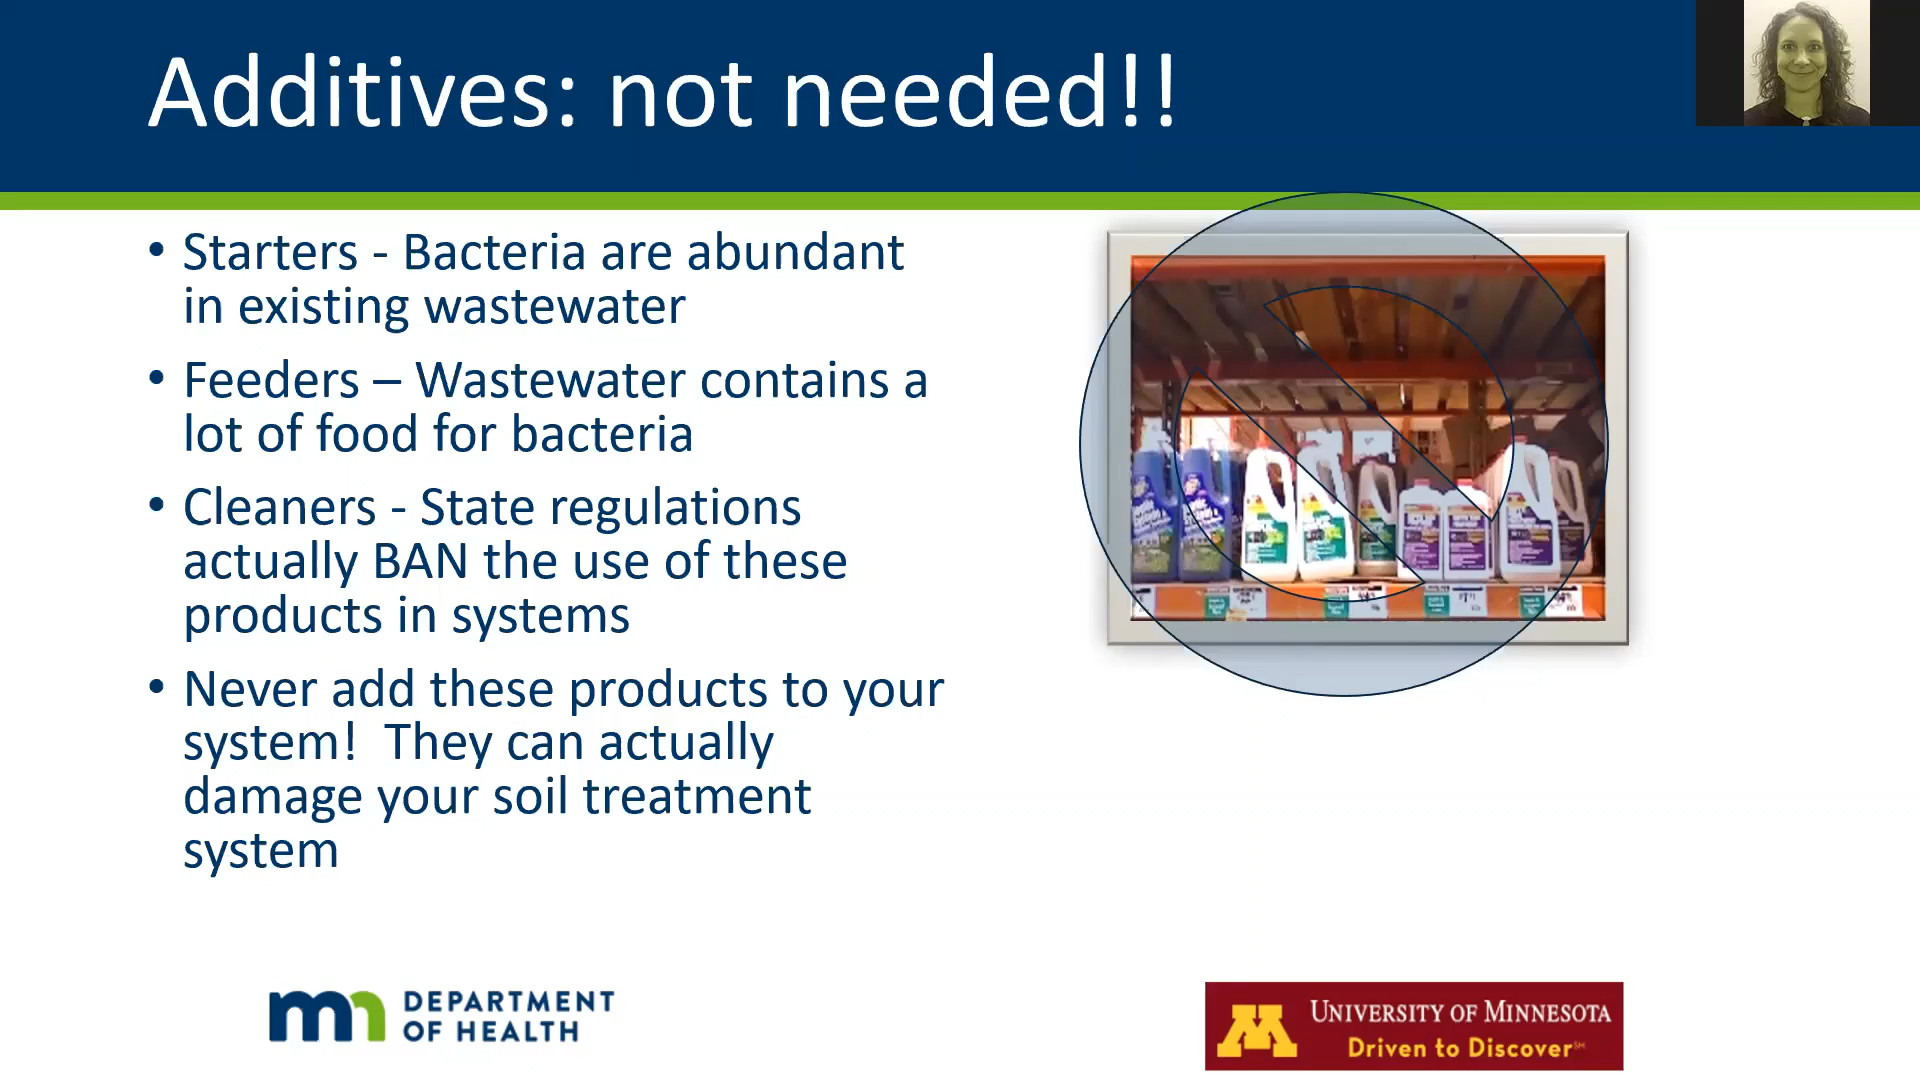 Additives: not needed!!
• Starters - Bacteria are abundant
in existing wastewater
• Feeders – Wastewater contains a
lot of food for bacteria
• Cleaners - State regulations
actually BAN the use of these
products in systems
• Never add these products to your
system!  They can actually
damage your soil treatment
system
mn DEPARTMENT
OF HEALTH
M UNIVERSITY OF MINNESOTA
Driven to Discover℠